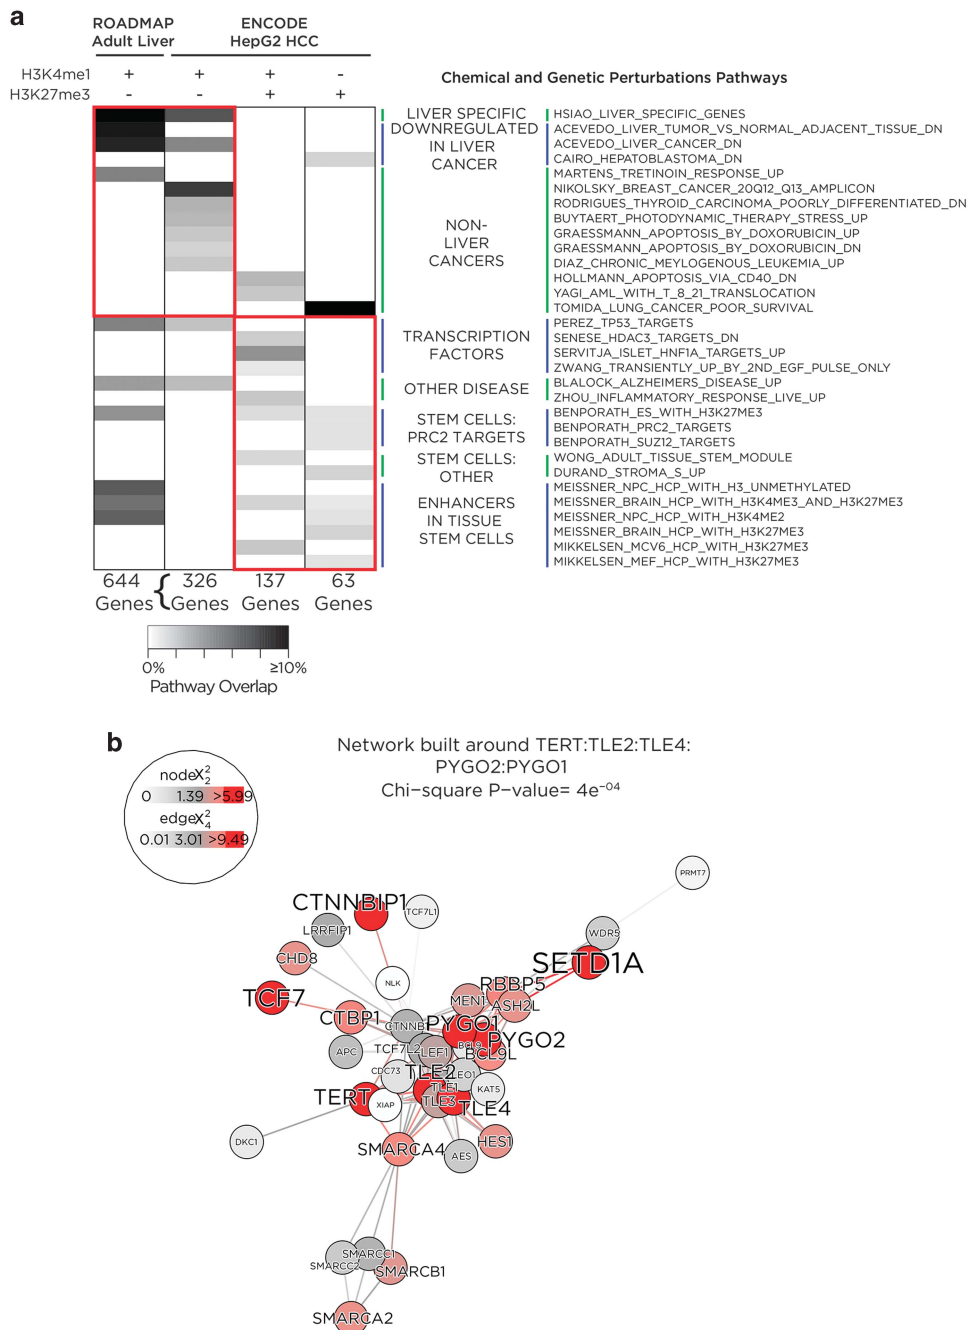 a
ROADMAP
Adult Liver
ENCODE
HepG2 HCC
H3K4me1 + + + -
H3K27me3 - - + +
Chemical and Genetic Perturbations Pathways
LIVER SPECIFIC
DOWNREGULATED
IN LIVER
CANCER
NON-
LIVER
CANCERS
TRANSCRIPTION
FACTORS
OTHER DISEASE
STEM CELLS:
PRC2 TARGETS
STEM CELLS:
OTHER
ENHANCERS
IN TISSUE
STEM CELLS
HSIAO_LIVER_SPECIFIC_GENES
ACEVEDO_LIVER_TUMOR_VS_NORMAL_ADJACENT_TISSUE_DN
ACEVEDO_LIVER_CANCER_DN
CAIRO_HEPATOBLASTOMA_DN
MARTENS_TRETINOIN_RESPONSE_UP
NIKOLSKY_BREAST_CANCER_20Q12_Q13_AMPLICON
RODRIGUES_THYROID_CARCINOMA_POORLY_DIFFERENTIATED_DN
BUYTAERT_PHOTODYNAMIC_THERAPY_STRESS_UP
GRAESSMANN_APOPTOSIS_BY_DOXORUBICIN_UP
GRAESSMANN_APOPTOSIS_BY_DOXORUBICIN_DN
DIAZ_CHRONIC_MEYLOGENOUS_LEUKEMIA_UP
HOLLMANN_APOPTOSIS_VIA_CD40_DN
YAGI_AML_WITH_T_8_21_TRANSLOCATION
TOMIDA_LUNG_CANCER_POOR_SURVIVAL
PEREZ_TP53_TARGETS
SENESE_HDAC3_TARGETS_DN
SERVITJA_ISLET_HNF1A_TARGETS_UP
ZWANG_TRANSIENTLY_UP_BY_2ND_EGF_PULSE_ONLY
BLALOCK_ALZHEIMERS_DISEASE_UP
ZHOU_INFLAMMATORY_RESPONSE_LIVE_UP
BENPORATH_ES_WITH_H3K27ME3
BENPORATH_PRC2_TARGETS
BENPORATH_SUZ12_TARGETS
WONG_ADULT_TISSUE_STEM_MODULE
DURAND_STROMA_S_UP
MEISSNER_NPC_HCP_WITH_H3_UNMETHYLATED
MEISSNER_BRAIN_HCP_WITH_H3K4ME3_AND_H3K27ME3
MEISSNER_NPC_HCP_WITH_H3K4ME2
MEISSNER_BRAIN_HCP_WITH_H3K27ME3
MIKKELSEN_MCV6_HCP_WITH_H3K27ME3
MIKKELSEN_MEF_HCP_WITH_H3K27ME3
644 { 326 137 63
Genes Genes Genes Genes
0% ≥10%
Pathway Overlap
b
Network built around TERT:TLE2:TLE4:
PYGO2:PYGO1
Chi−square P−value= 4e⁻⁰⁴
nodeX²₂
0 1.39 >5.99
edgeX²₄
0.01 3.01 >9.49
PRMT7
CTNNBIP1
TCF7L1
LRRFIP1
WDR5
CHD8
SETD1A
NLK
RBBP5
TCF7
MEN1
ASH2L
CTBP1
CTNNB1
PYGO1
PYGO2
APC
TCF7L2
LEF1
BCL9
BCL9L
CDC73
TLE2
LEO1
TLE1
KAT5
TERT
XIAP
TLE3
TLE4
DKC1
SMARCA4
HES1
AES
SMARCC1
SMARCC2
SMARCB1
SMARCA2